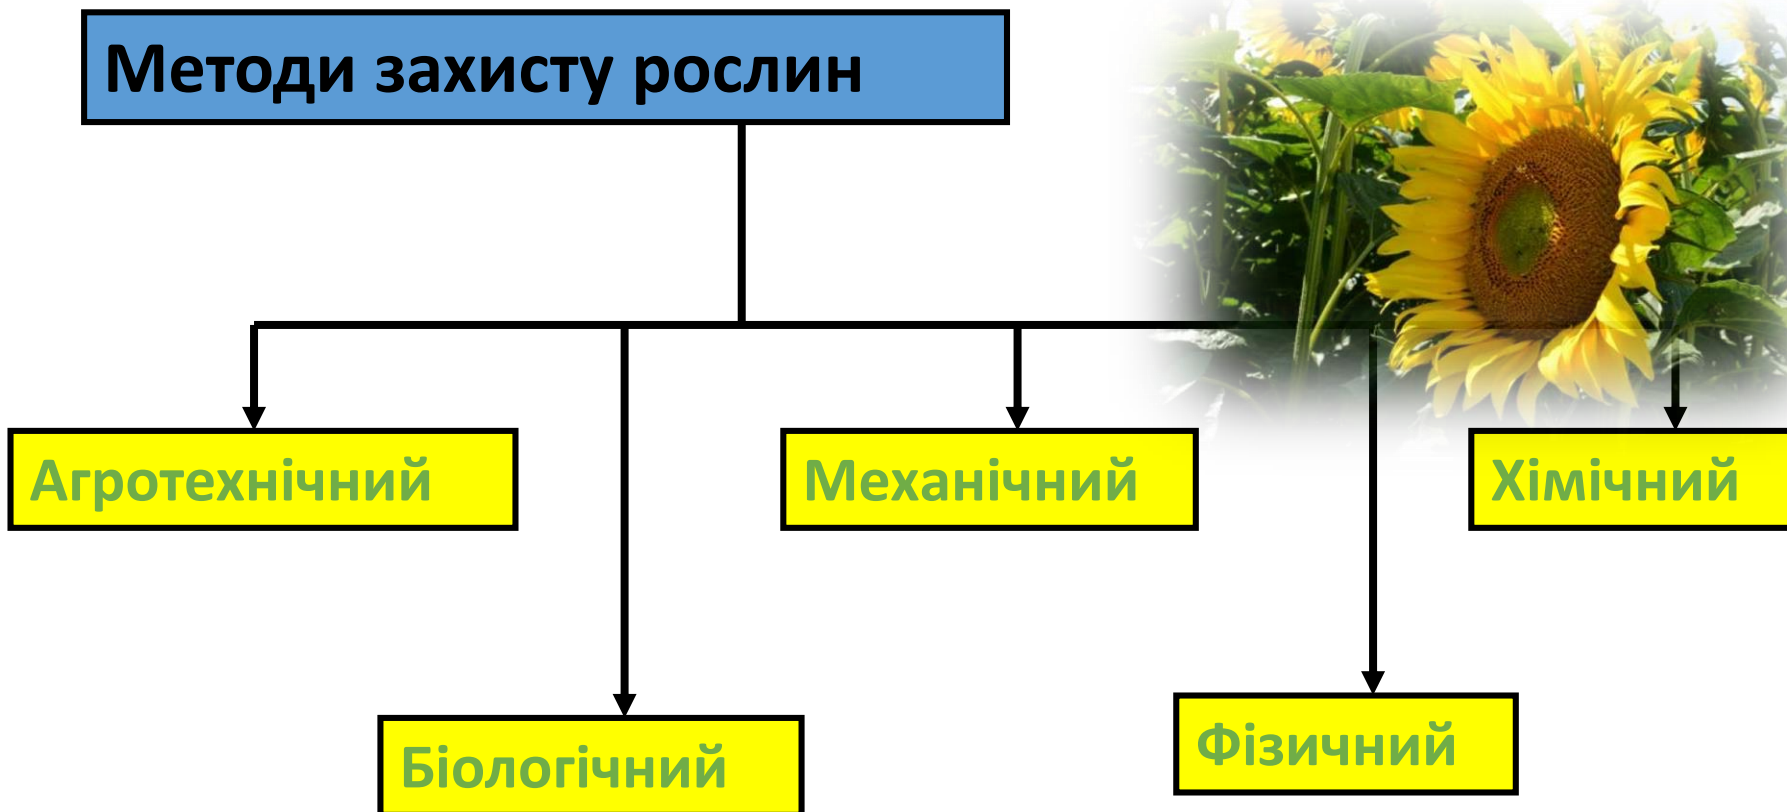 Методи захисту рослин
Агротехнічний
Механічний
Хімічний
Біологічний
Фізичний